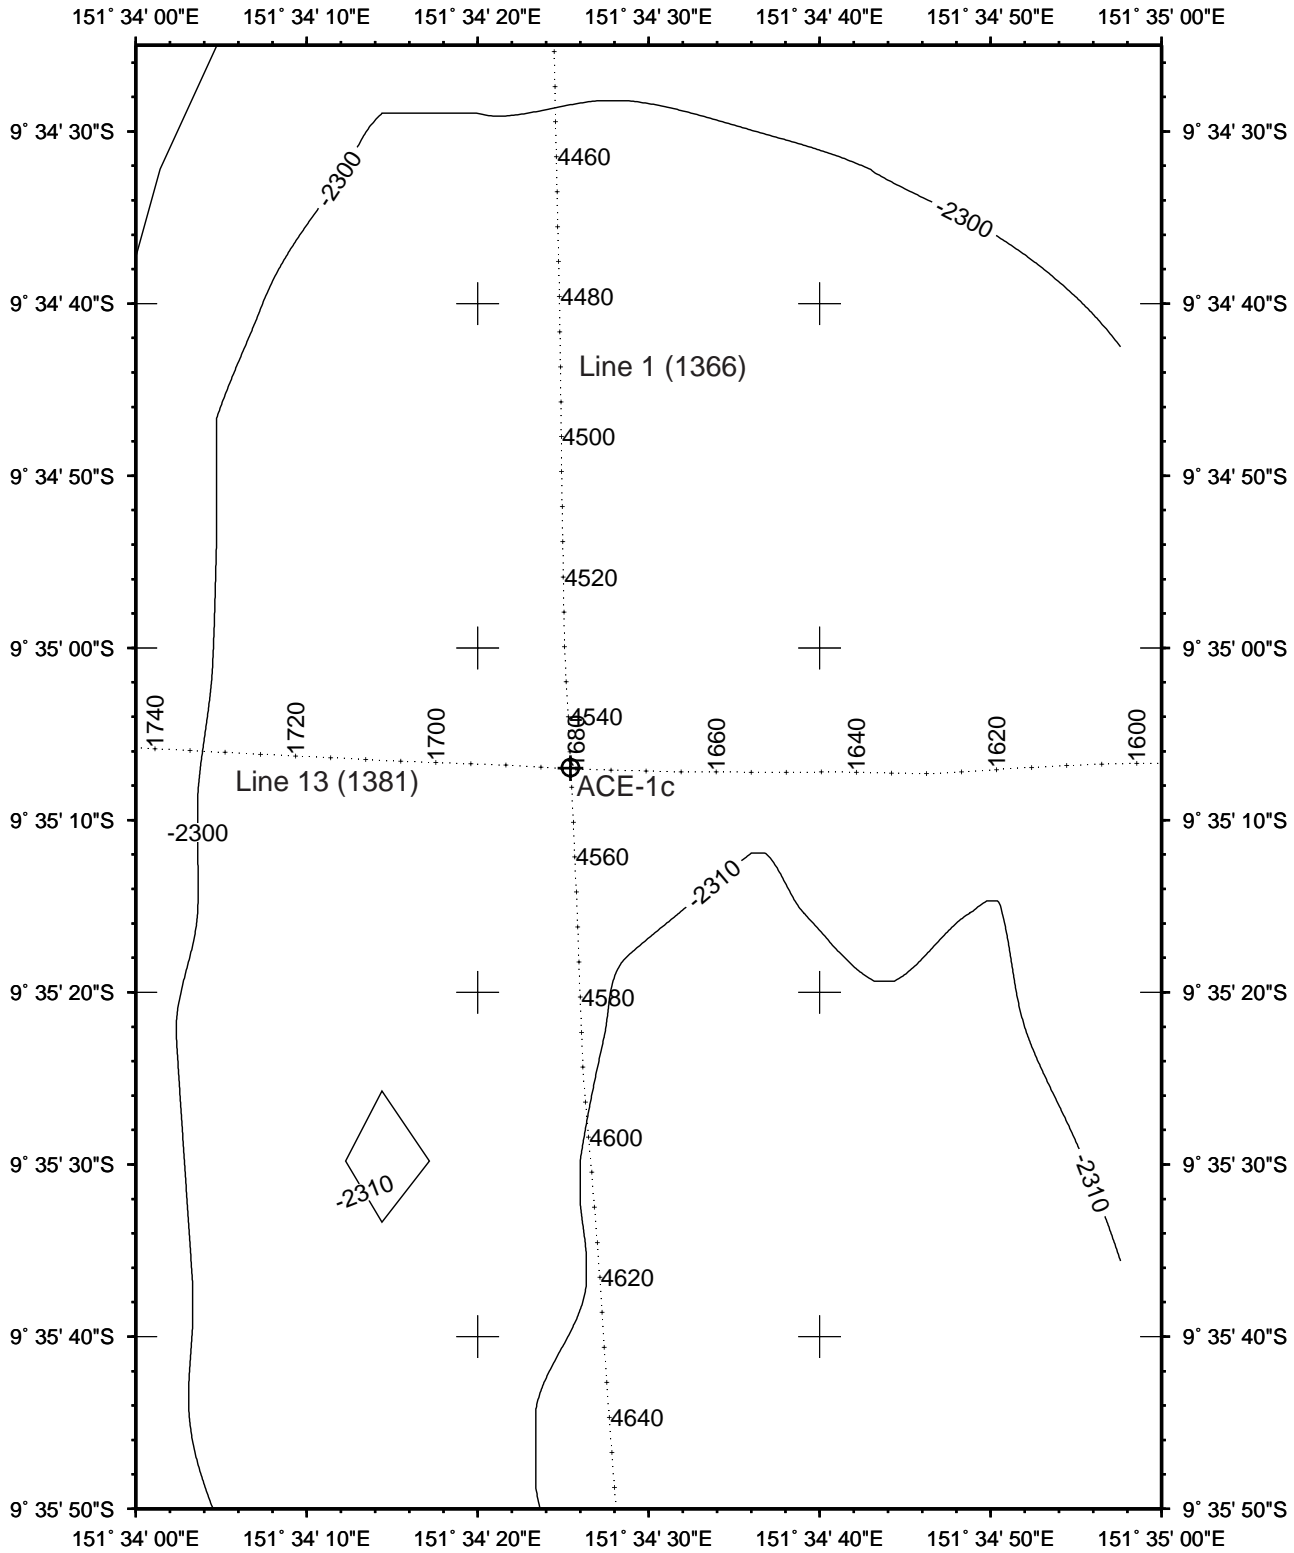 151° 34' 00"E 151° 34' 10"E 151° 34' 20"E 151° 34' 30"E 151° 34' 40"E 151° 34' 50"E 151° 35' 00"E
9° 34' 30"S 9° 34' 30"S
4460
-2300
-2300
9° 34' 40"S 4480 9° 34' 40"S
Line 1 (1366)
4500
9° 34' 50"S 9° 34' 50"S
4520
9° 35' 00"S 9° 35' 00"S
4540
1740 1720 1700 1680 1660 1640 1620 1600
Line 13 (1381) ACE-1c
9° 35' 10"S 9° 35' 10"S
-2300
4560
-2310
9° 35' 20"S 4580 9° 35' 20"S
4600
9° 35' 30"S 9° 35' 30"S
-2310 -2310
4620
9° 35' 40"S 9° 35' 40"S
4640
9° 35' 50"S 9° 35' 50"S
151° 34' 00"E 151° 34' 10"E 151° 34' 20"E 151° 34' 30"E 151° 34' 40"E 151° 34' 50"E 151° 35' 00"E